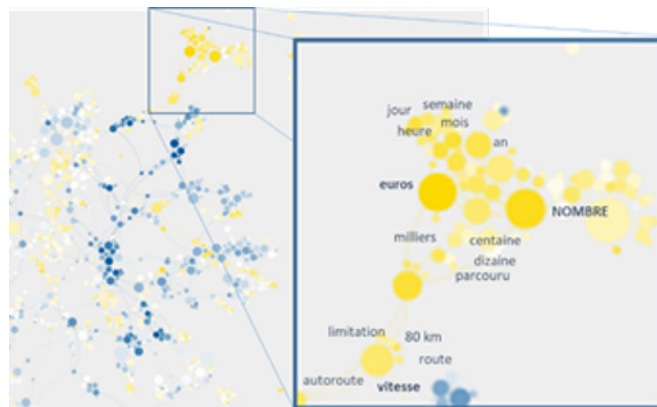 semaine
jour
mois
heure
an
euros
NOMBRE
milliers
centaine
dizaine
parcouru
limitation
80 km
route
autoroute
vitesse